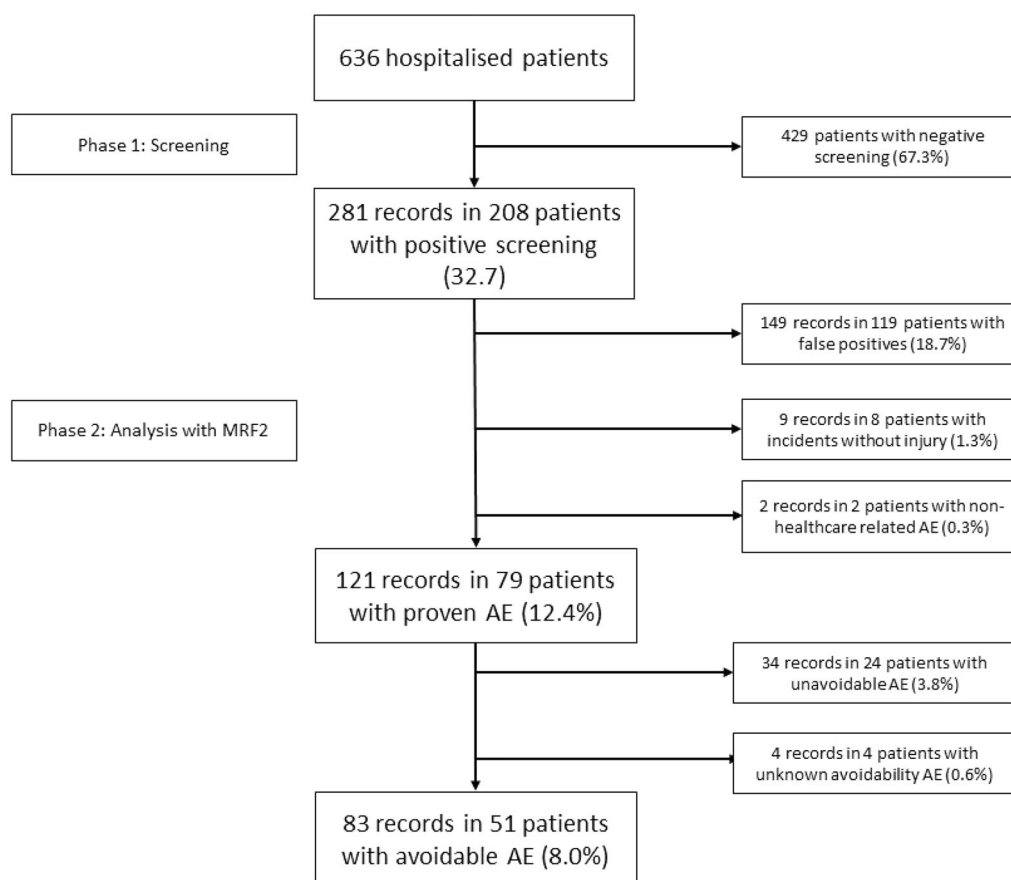 636 hospitalised patients
Phase 1: Screening
429 patients with negative
screening (67.3%)
281 records in 208 patients
with positive screening
(32.7)
149 records in 119 patients with
false positives (18.7%)
Phase 2: Analysis with MRF2
9 records in 8 patients with
incidents without injury (1.3%)
2 records in 2 patients with non-
healthcare related AE (0.3%)
121 records in 79 patients
with proven AE (12.4%)
34 records in 24 patients with
unavoidable AE (3.8%)
4 records in 4 patients with
unknown avoidability AE (0.6%)
83 records in 51 patients
with avoidable AE (8.0%)